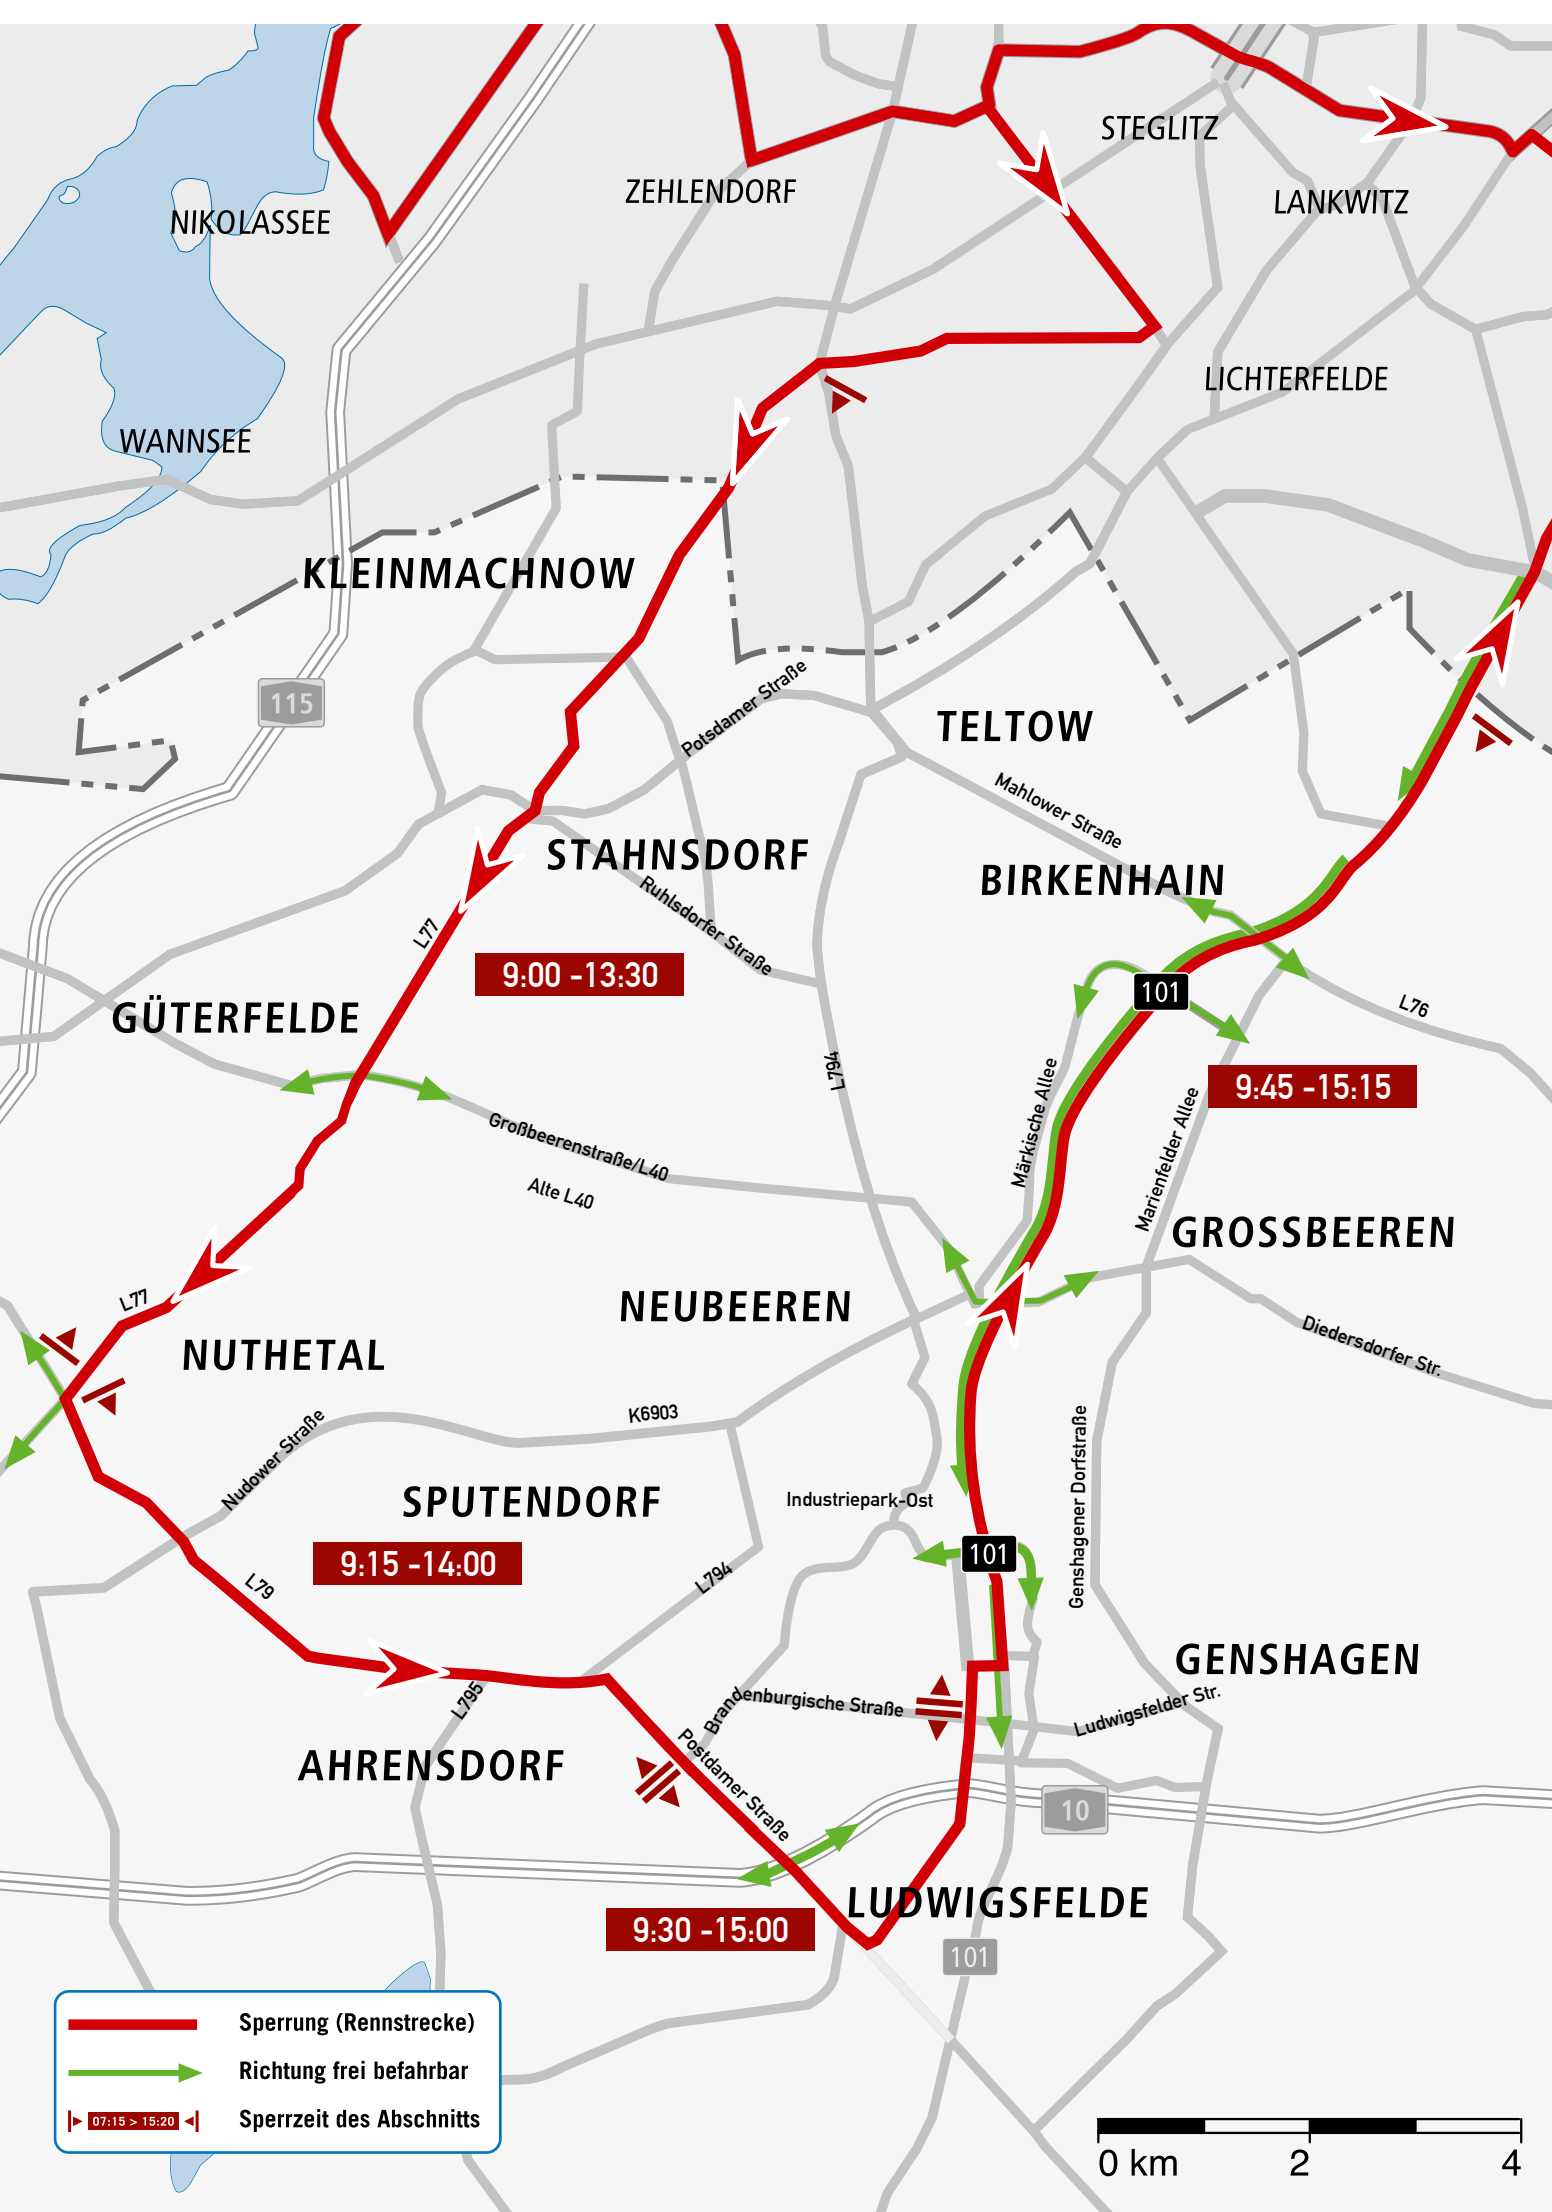 STEGLITZ
ZEHLENDORF
LANKWITZ
NIKOLASSEE
LICHTERFELDE
WANNSEE
KLEINMACHNOW
115
Potsdamer Straße
TELTOW
Mahlower Straße
STAHNSDORF
BIRKENHAIN
Ruhlsdorfer Straße
L77
9:00 -13:30
101
L76
GÜTERFELDE
L794
9:45 -15:15
Märkische Allee
Marienfelder Allee
Großbeerenstraße/L40
Alte L40
GROSSBEEREN
L77
NEUBEEREN
NUTHETAL
Diedersdorfer Str.
K6903
Nudower Straße
Genshagener Dorfstraße
SPUTENDORF
Industriepark-Ost
101
9:15 -14:00
L79
L794
GENSHAGEN
L795
Brandenburgische Straße
Ludwigsfelder Str.
Postdamer Straße
AHRENSDORF
10
LUDWIGSFELDE
9:30 -15:00
101
Sperrung (Rennstrecke)
Richtung frei befahrbar
07:15 > 15:20
Sperrzeit des Abschnitts
0 km 2 4